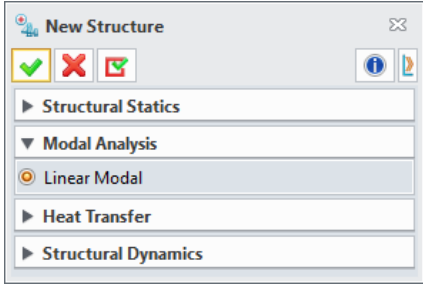 New Structure
Structural Statics
Modal Analysis
Linear Modal
Heat Transfer
Structural Dynamics